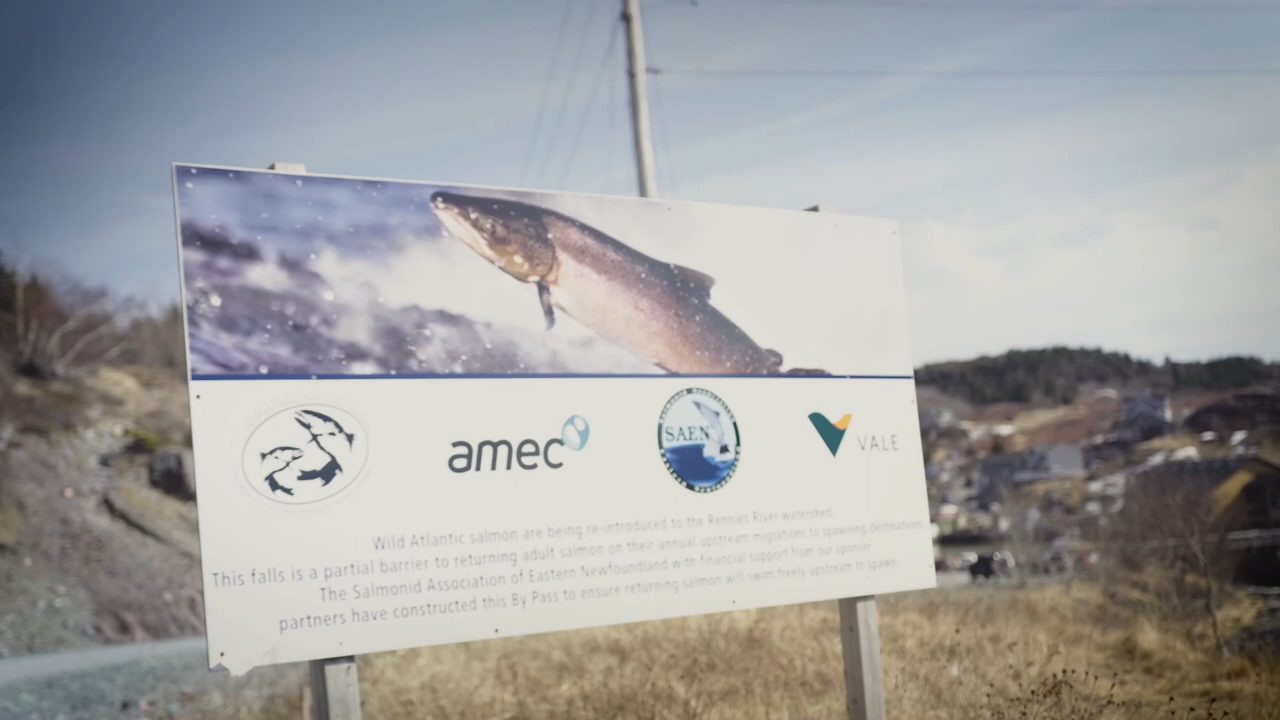 amec
SAEN
VALE
Wild Atlantic salmon are being re-introduced to the Rennies River watershed.
This falls is a partial barrier to returning adult salmon on their annual upstream migrations to spawning destinations
The Salmonid Association of Eastern Newfoundland with financial support from our sponsor
partners have constructed this By Pass to ensure returning salmon will swim freely upstream to spawn.